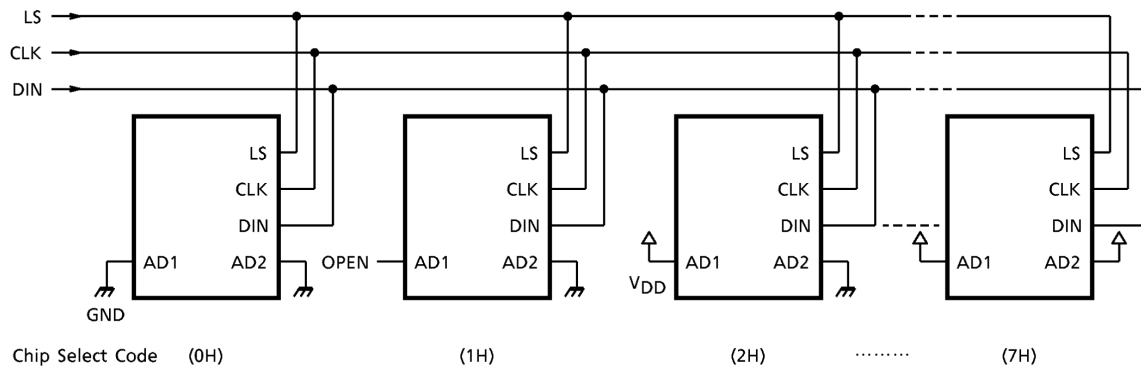 LS
CLK
DIN
LS LS LS LS
CLK CLK CLK CLK
DIN DIN DIN DIN
AD1 AD2 OPEN AD1 AD2 AD1 AD2 AD1 AD2
VDD
GND
Chip Select Code (0H) (1H) (2H) ········· (7H)